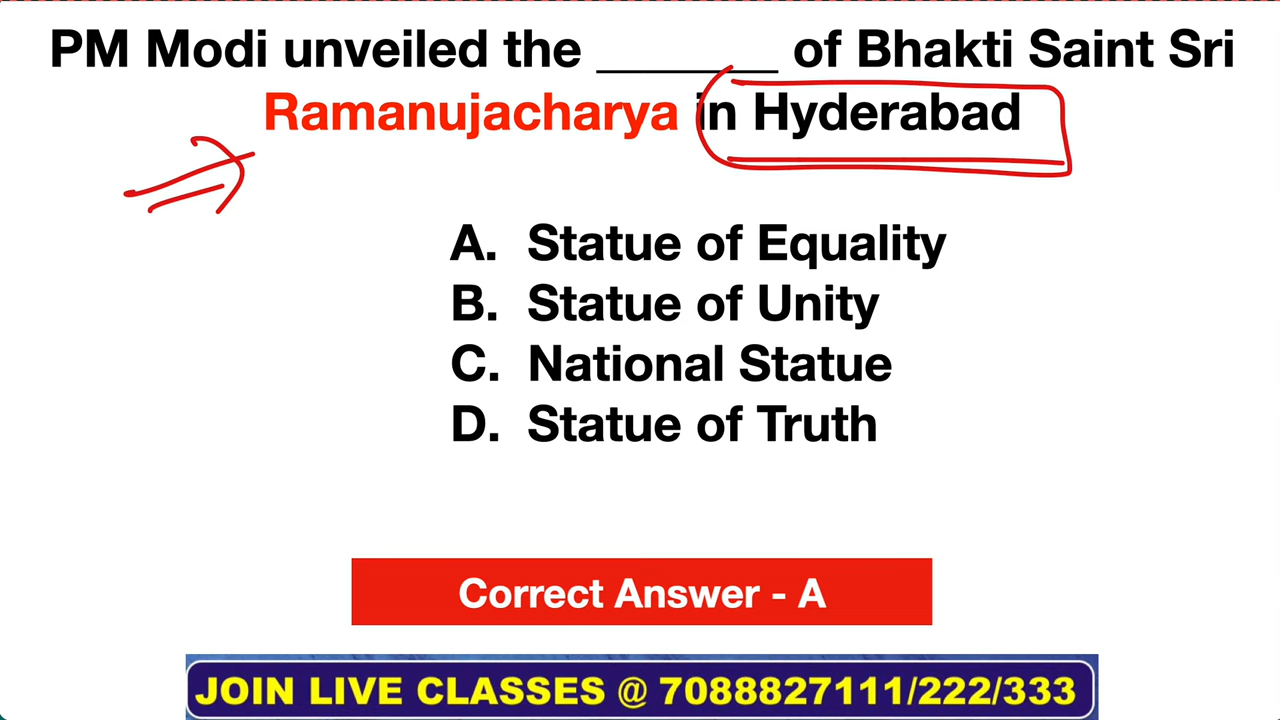 PM Modi unveiled the _______ of Bhakti Saint Sri
Ramanujacharya in Hyderabad
A. Statue of Equality
B. Statue of Unity
C. National Statue
D. Statue of Truth
Correct Answer - A
JOIN LIVE CLASSES @ 7088827111/222/333